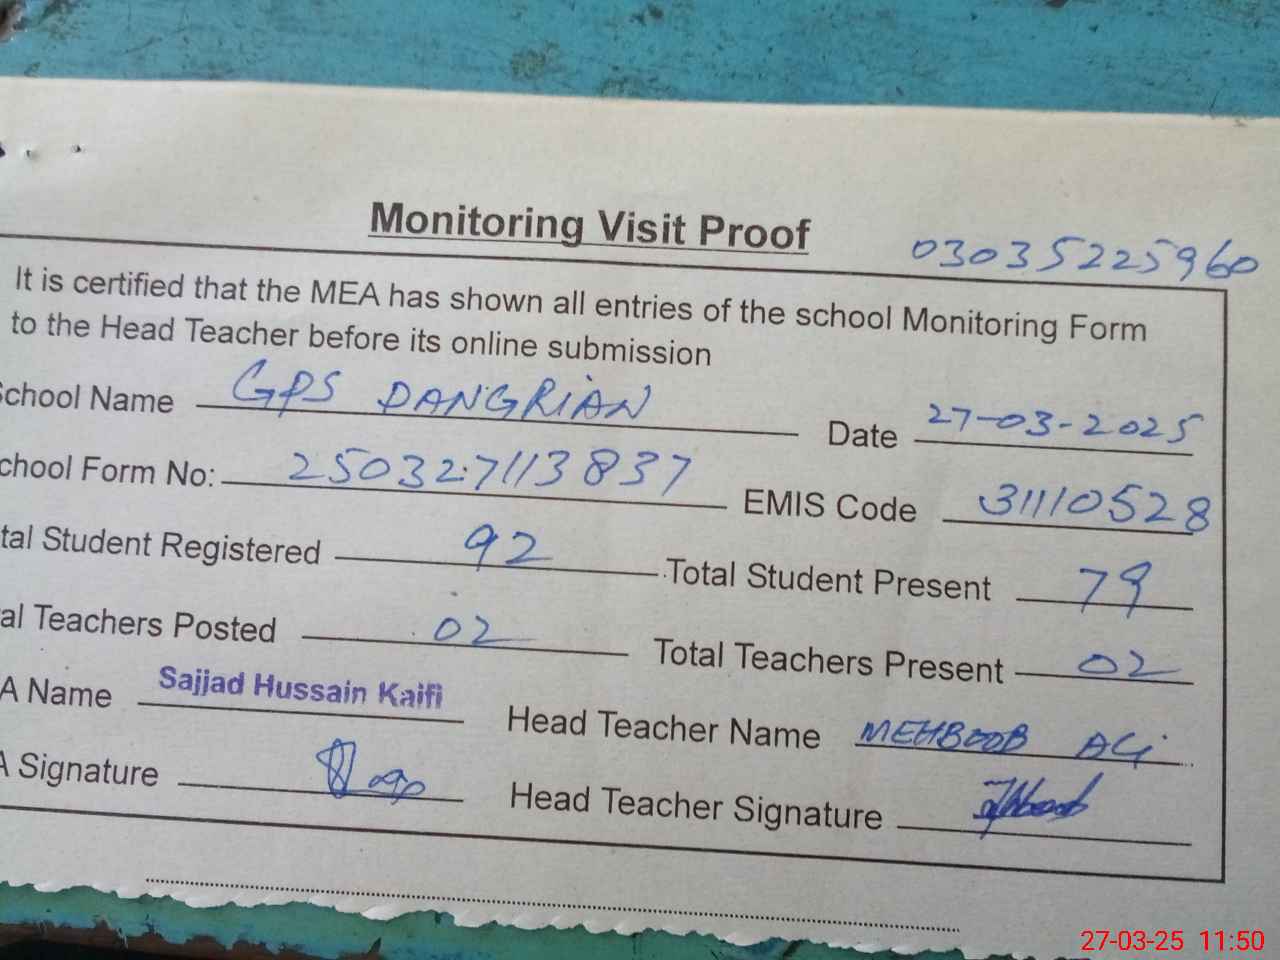 Monitoring Visit Proof
03035225960
It is certified that the MEA has shown all entries of the school Monitoring Form
to the Head Teacher before its online submission
chool Name GPS DANGRIAN Date 27-03-2025
chool Form No: 250327113837 EMIS Code 31110528
tal Student Registered 92 Total Student Present 79
al Teachers Posted 02 Total Teachers Present 02
A Name Sajjad Hussain Kaifi Head Teacher Name MEHBOOB ALi
A Signature Head Teacher Signature
27-03-25 11:50